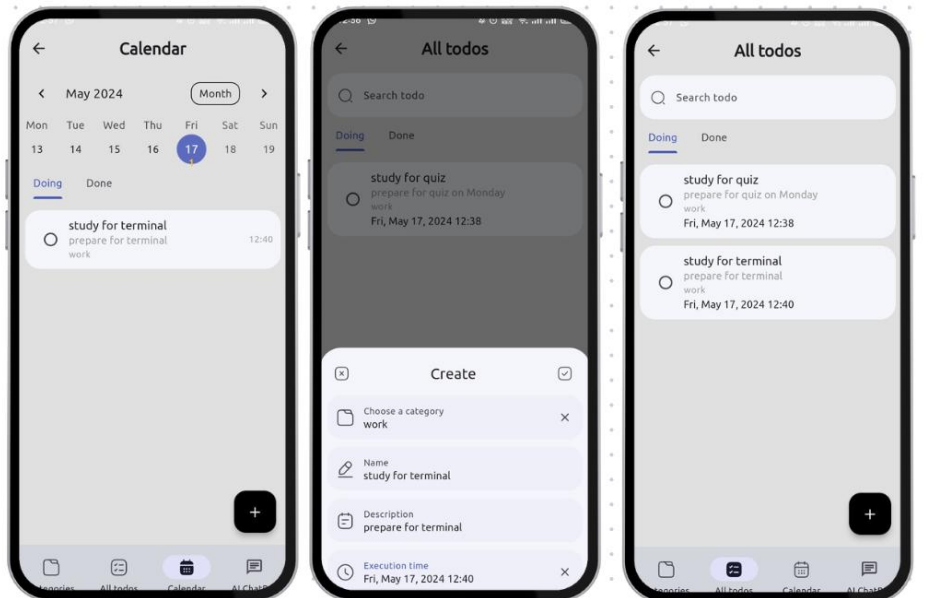 Calendar
May 2024
Month
Mon Tue Wed Thu Fri Sat Sun
13 14 15 16 17 18 19
Doing Done
study for terminal
prepare for terminal
12:40
work
All todos
Calendar
All todos
Search todo
Doing Done
study for quiz
prepare for quiz on Monday
work
Fri, May 17, 2024 12:38
Create
Choose a category
work
Name
study for terminal
Description
prepare for terminal
Execution time
Fri, May 17, 2024 12:40
All todos
Search todo
Doing Done
study for quiz
prepare for quiz on Monday
work
Fri, May 17, 2024 12:38
study for terminal
prepare for terminal
work
Fri, May 17, 2024 12:40
All todos
Calendar